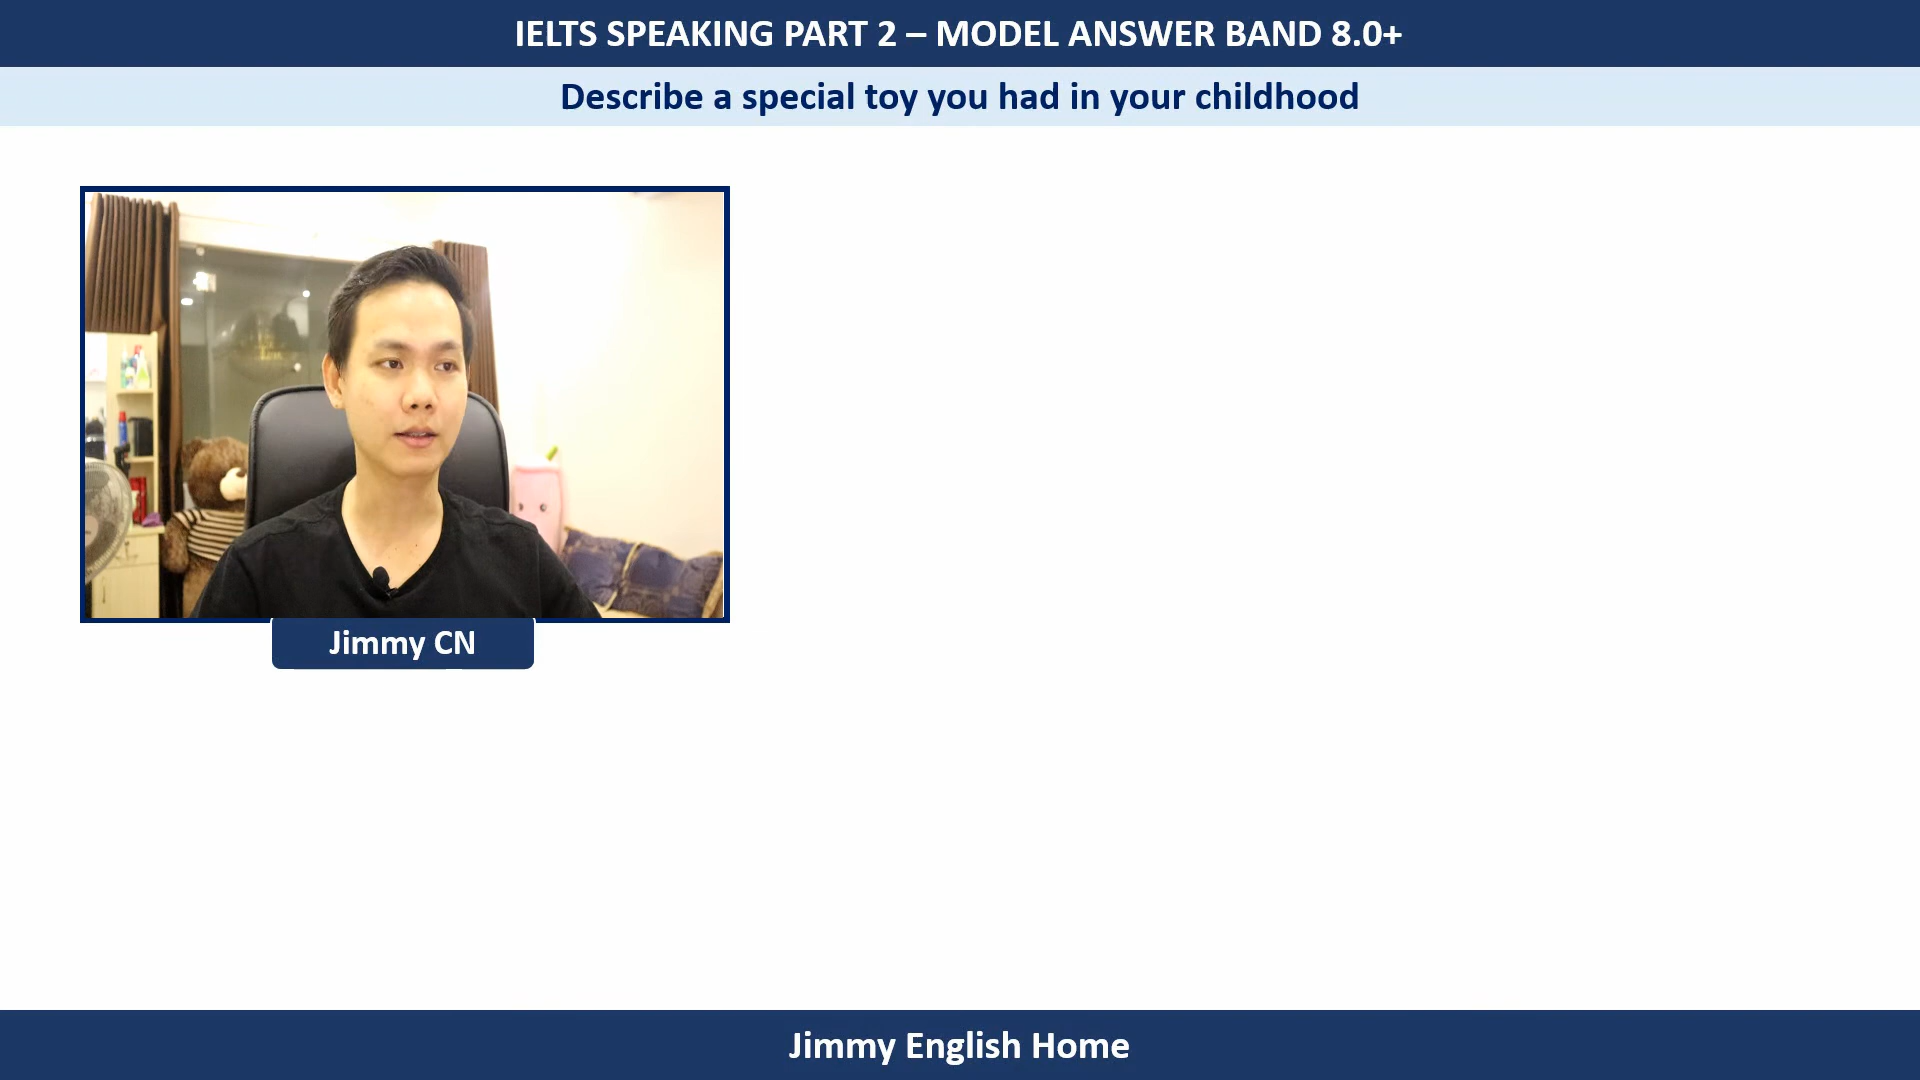 IELTS SPEAKING PART 2 – MODEL ANSWER BAND 8.0+
Describe a special toy you had in your childhood
Jimmy CN
Jimmy English Home